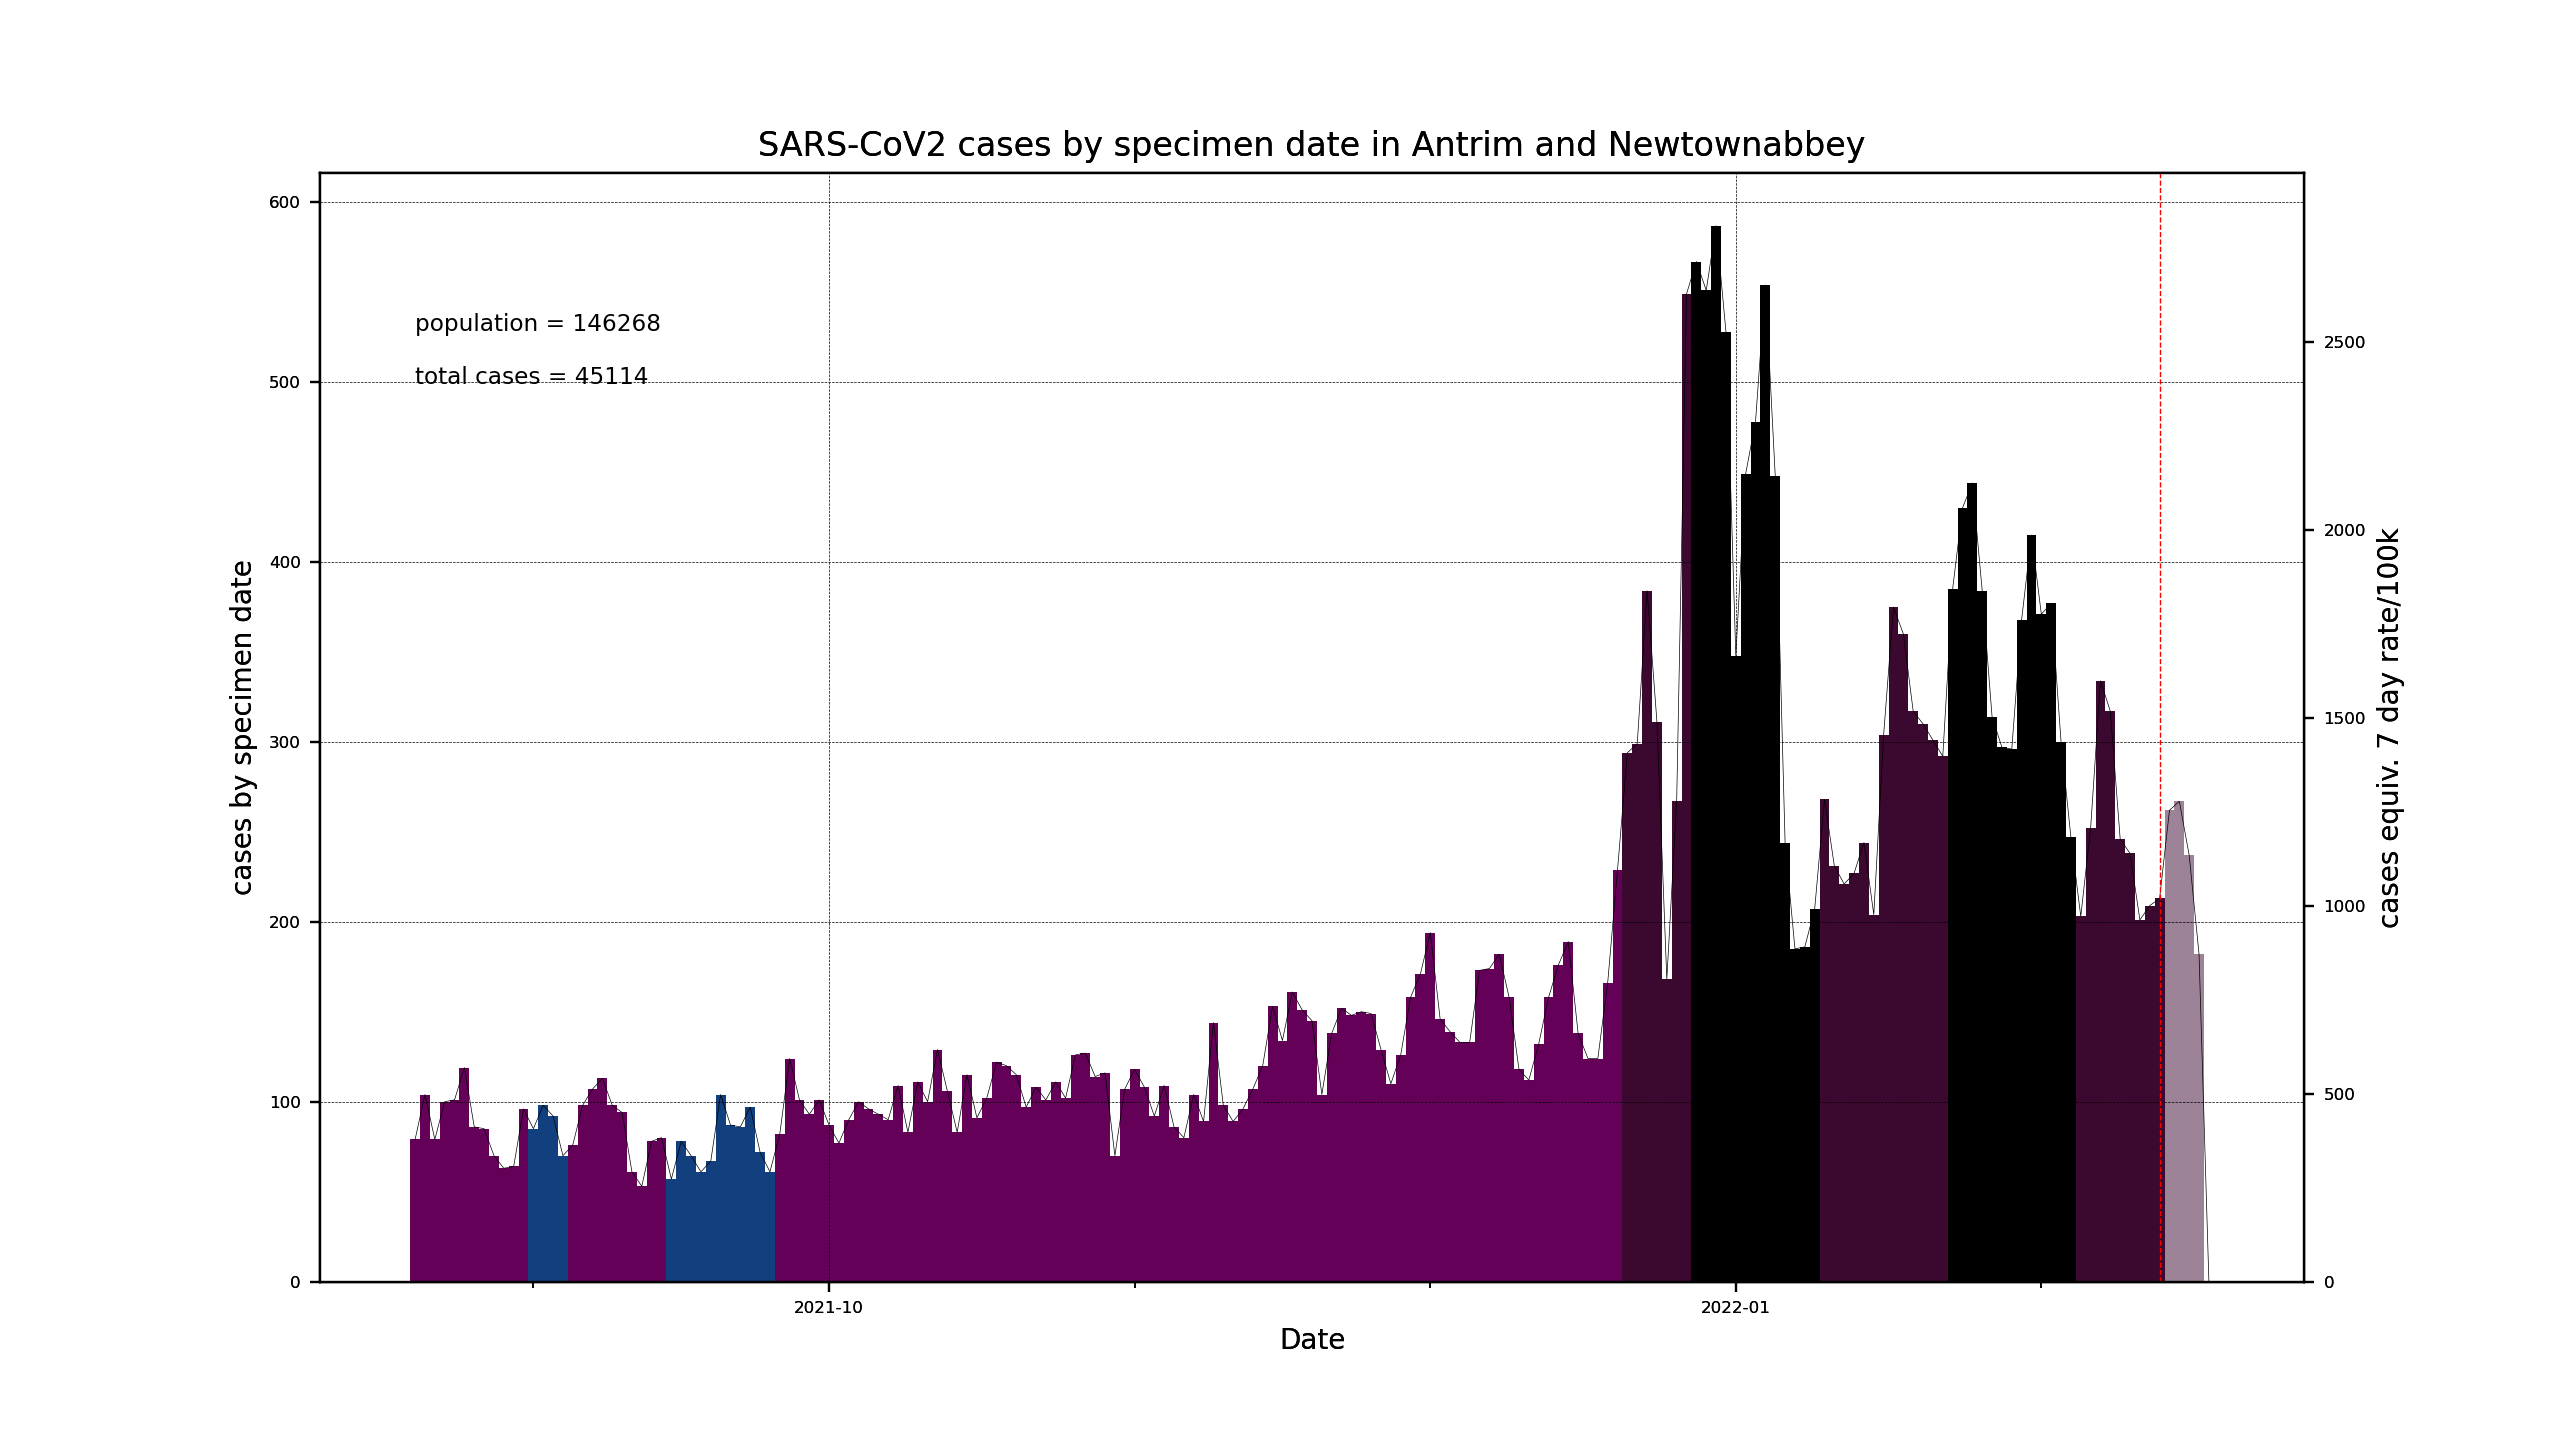 SARS-CoV2 cases by specimen date in Antrim and Newtownabbey
population = 146268
total cases = 45114
cases by specimen date
600
500
400
300
200
100
0
2500
2000
1500
1000
500
0
cases equiv. 7 day rate/100k
2021-10
2022-01
Date